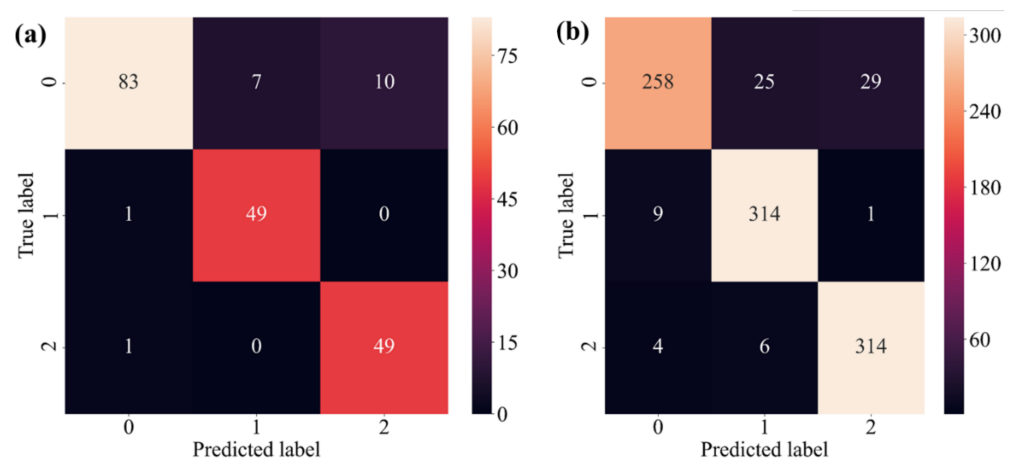 (a)
0 83 7 10
1 1 49 0
2 1 0 49
0 1 2
True label
Predicted label
75
60
45
30
15
0
(b)
0 258 25 29
1 9 314 1
2 4 6 314
0 1 2
True label
Predicted label
300
240
180
120
60